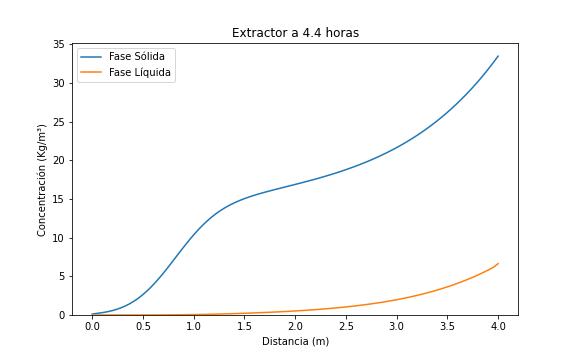 Extractor a 4.4 horas
Fase Sólida
Fase Líquida
Concentración (Kg/m³)
35
30
25
20
15
10
5
0
0.0 0.5 1.0 1.5 2.0 2.5 3.0 3.5 4.0
Distancia (m)